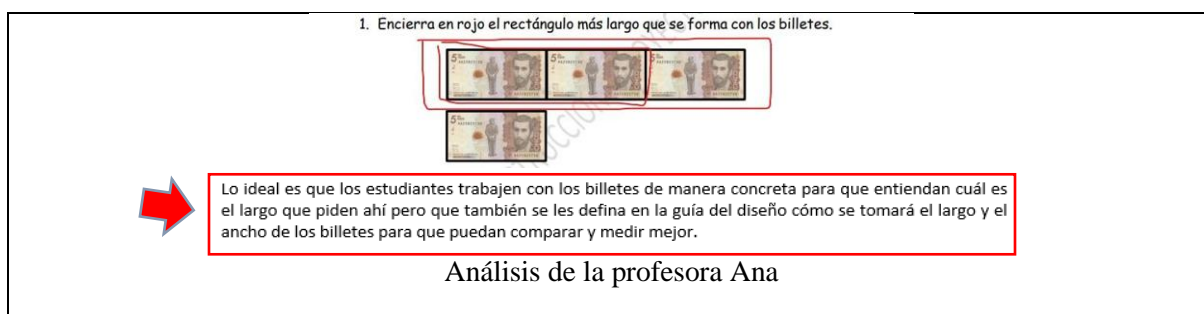 1. Encierra en rojo el rectángulo más largo que se forma con los billetes.
Lo ideal es que los estudiantes trabajen con los billetes de manera concreta para que entiendan cuál es
el largo que piden ahí pero que también se les defina en la guía del diseño cómo se tomará el largo y el
ancho de los billetes para que puedan comparar y medir mejor.
Análisis de la profesora Ana